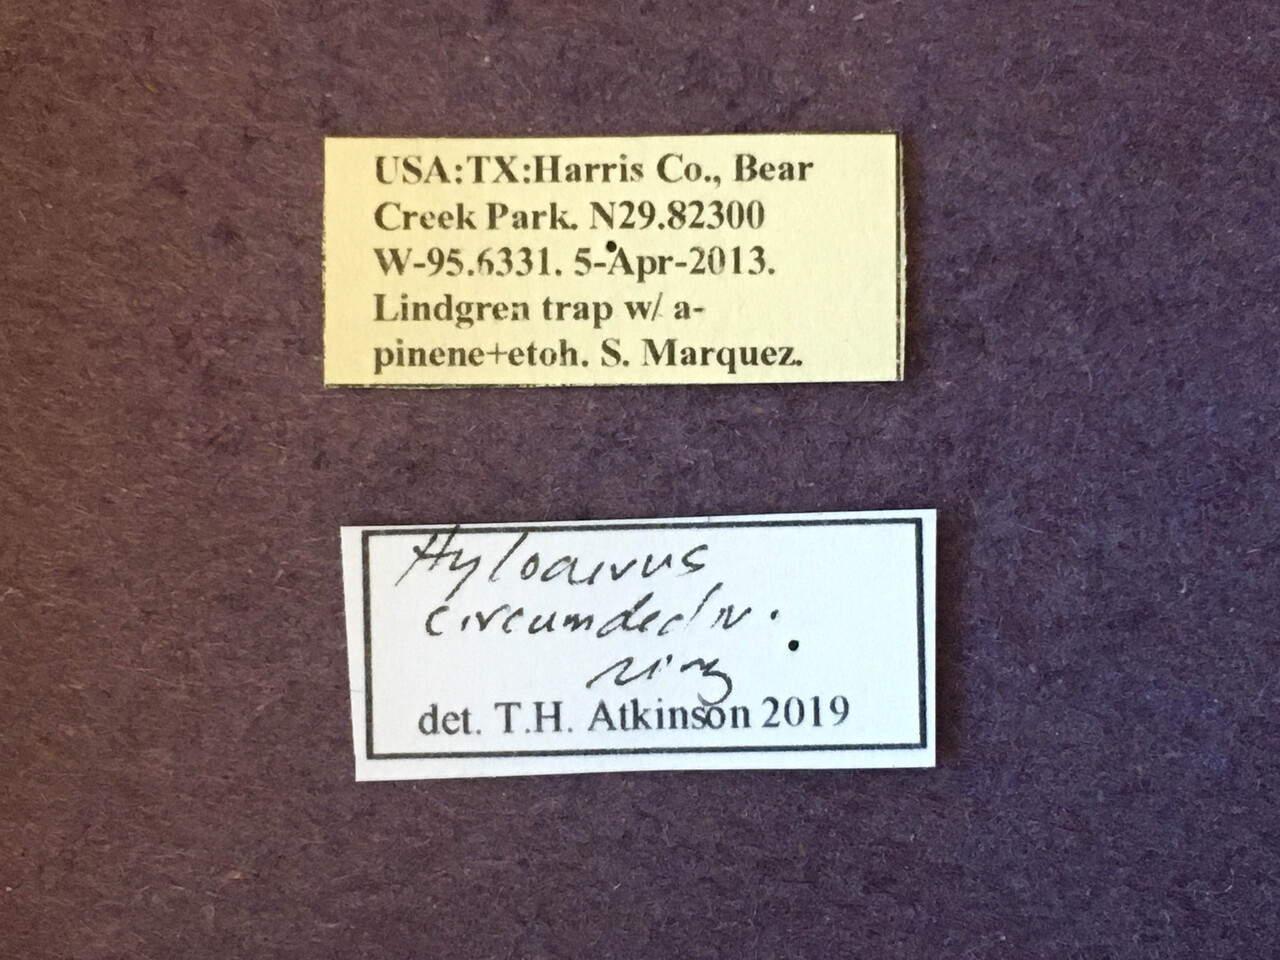 USA:TX:Harris Co., Bear
Creek Park. N29.82300
W-95.6331. 5-Apr-2013.
Lindgren trap w/ a-
pinene+etoh. S. Marquez.
Hylocurus
det. T.H. Atkinson 2019